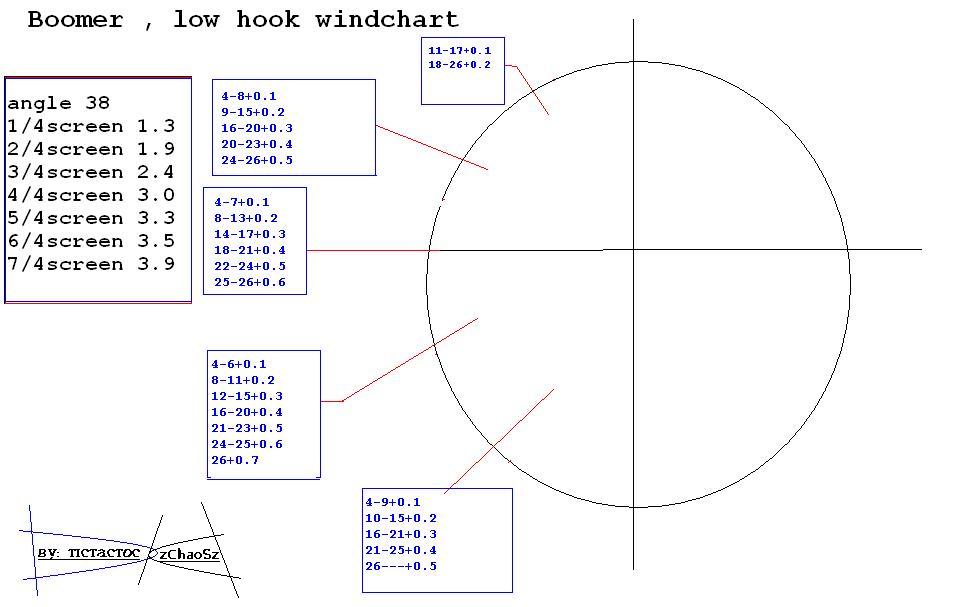 Boomer , low hook windchart
11-17+0.1
18-26+0.2
angle 38
1/4screen 1.3
2/4screen 1.9
3/4screen 2.4
4/4screen 3.0
5/4screen 3.3
6/4screen 3.5
7/4screen 3.9
4-8+0.1
9-15+0.2
16-20+0.3
20-23+0.4
24-26+0.5
4-7+0.1
8-13+0.2
14-17+0.3
18-21+0.4
22-24+0.5
25-26+0.6
4-6+0.1
8-11+0.2
12-15+0.3
16-20+0.4
21-23+0.5
24-25+0.6
26+0.7
4-9+0.1
10-15+0.2
16-21+0.3
21-25+0.4
26---+0.5
BY: TICTACTOC zChaoSz